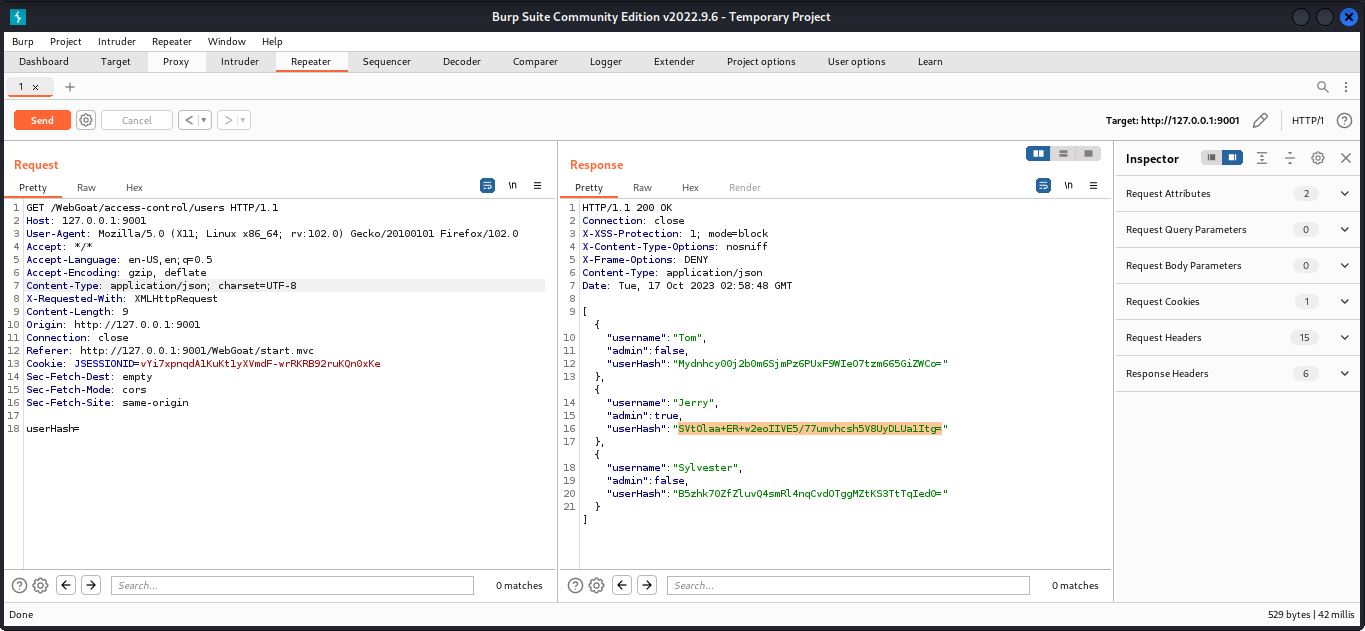 Burp Suite Community Edition v2022.9.6 - Temporary Project
Burp Project Intruder Repeater Window Help
Dashboard Target Proxy Intruder Repeater Sequencer Decoder Comparer Logger Extender Project options User options Learn
1 × +
Send Cancel < > Target: http://127.0.0.1:9001 HTTP/1 ?
Request
Pretty Raw Hex \n
1 GET /WebGoat/access-control/users HTTP/1.1
2 Host: 127.0.0.1:9001
3 User-Agent: Mozilla/5.0 (X11; Linux x86_64; rv:102.0) Gecko/20100101 Firefox/102.0
4 Accept: */*
5 Accept-Language: en-US,en;q=0.5
6 Accept-Encoding: gzip, deflate
7 Content-Type: application/json; charset=UTF-8
8 X-Requested-With: XMLHttpRequest
9 Content-Length: 9
10 Origin: http://127.0.0.1:9001
11 Connection: close
12 Referer: http://127.0.0.1:9001/WebGoat/start.mvc
13 Cookie: JSESSIONID=vYi7xpnqdA1KuKt1yXVmdF-wrRKRB92ruKQn0xKe
14 Sec-Fetch-Dest: empty
15 Sec-Fetch-Mode: cors
16 Sec-Fetch-Site: same-origin
17
18 userHash=
? Search... 0 matches
Response
Pretty Raw Hex Render \n
1 HTTP/1.1 200 OK
2 Connection: close
3 X-XSS-Protection: 1; mode=block
4 X-Content-Type-Options: nosniff
5 X-Frame-Options: DENY
6 Content-Type: application/json
7 Date: Tue, 17 Oct 2023 02:58:48 GMT
8
9 [
{
10 "username":"Tom",
11 "admin":false,
12 "userHash":"Mydnhcy00j2b0m6SjmPz6PUxF9WIeO7tzm665GiZWCo="
13 },
{
14 "username":"Jerry",
15 "admin":true,
16 "userHash":"SVtOlaa+ER+w2eoIIVE5/77umvhcsh5V8UyDLUa1Itg="
17 },
{
18 "username":"Sylvester",
19 "admin":false,
20 "userHash":"B5zhk70ZfZluvQ4smRl4nqCvdOTggMZtKS3TtTqIed0="
21 }
]
? Search... 0 matches
Inspector
Request Attributes 2
Request Query Parameters 0
Request Body Parameters 0
Request Cookies 1
Request Headers 15
Response Headers 6
Done 529 bytes | 42 millis